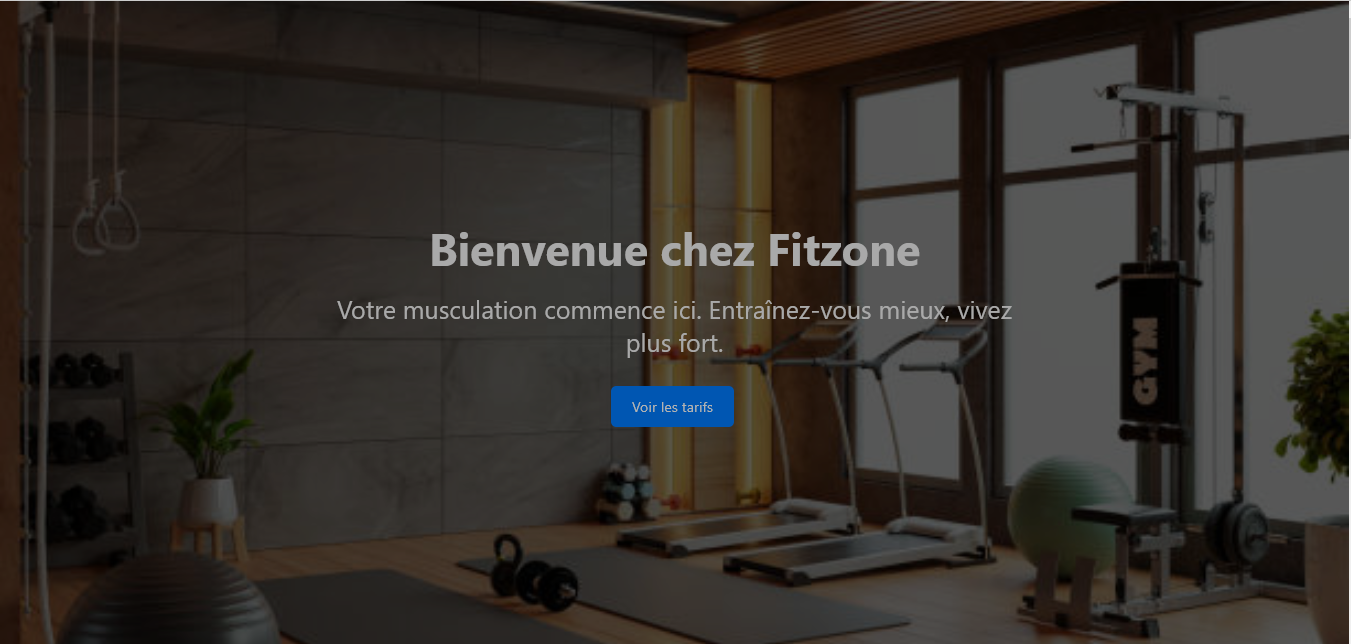 Bienvenue chez Fitzone
Votre musculation commence ici. Entraînez-vous mieux, vivez
plus fort.
Voir les tarifs
GYM